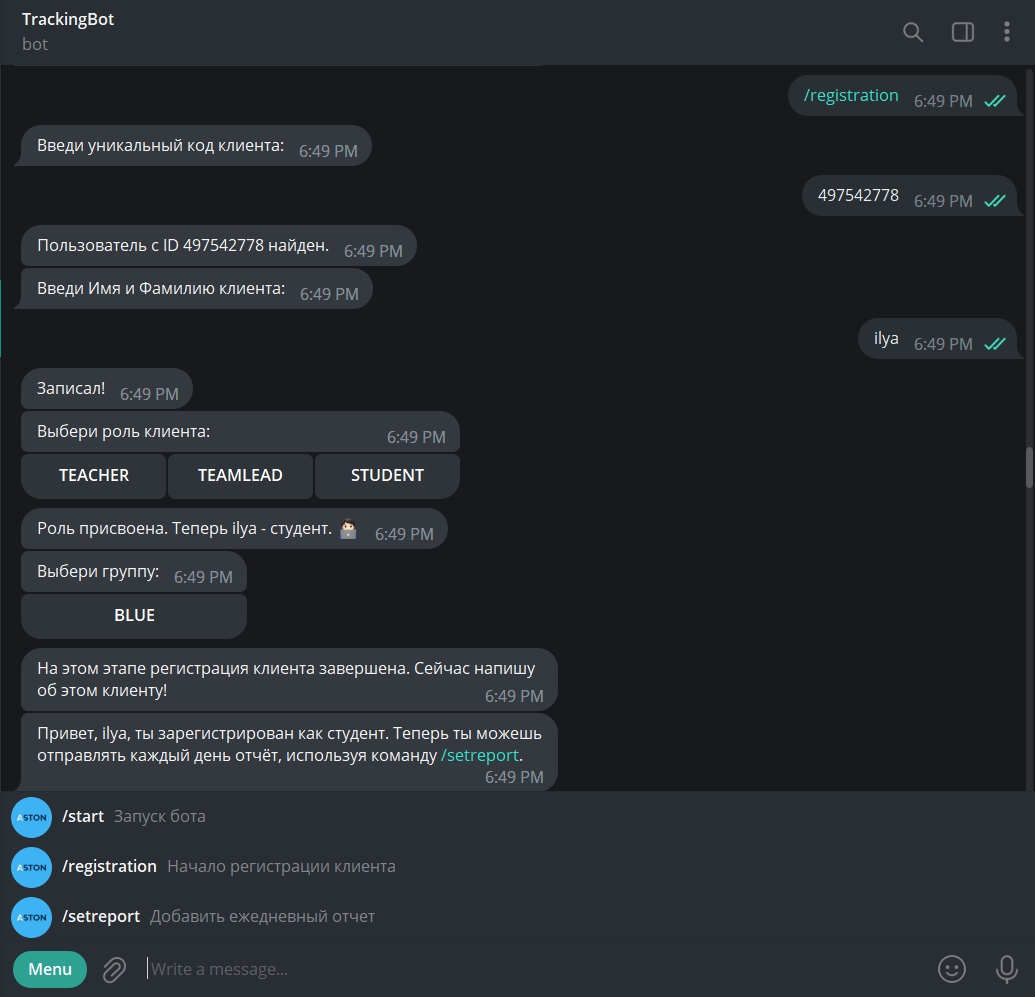 TrackingBot
bot
/registration 6:49 PM
Введи уникальный код клиента: 6:49 PM
497542778 6:49 PM
Пользователь с ID 497542778 найден. 6:49 PM
Введи Имя и Фамилию клиента: 6:49 PM
ilya 6:49 PM
Записал! 6:49 PM
Выбери роль клиента: 6:49 PM
TEACHER TEAMLEAD STUDENT
Роль присвоена. Теперь ilya - студент. 6:49 PM
Выбери группу: 6:49 PM
BLUE
На этом этапе регистрация клиента завершена. Сейчас напишу
об этом клиенту! 6:49 PM
Привет, ilya, ты зарегистрирован как студент. Теперь ты можешь
отправлять каждый день отчёт, используя команду /setreport.
6:49 PM
ASTON /start Запуск бота
ASTON /registration Начало регистрации клиента
ASTON /setreport Добавить ежедневный отчет
Menu Write a message...